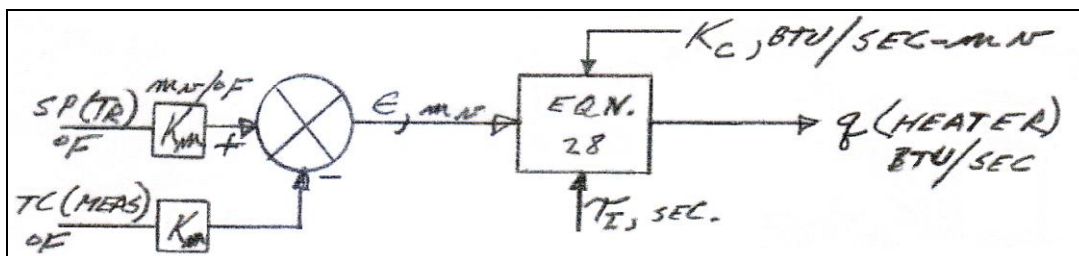 K_C, BTU/SEC-mv
mv/°F
SP(TR)
°F
K_m
+
ϵ, mv
EQN.
28
q (HEATER)
BTU/SEC
-
TC(MEAS)
°F
K_m
τ_I, SEC.